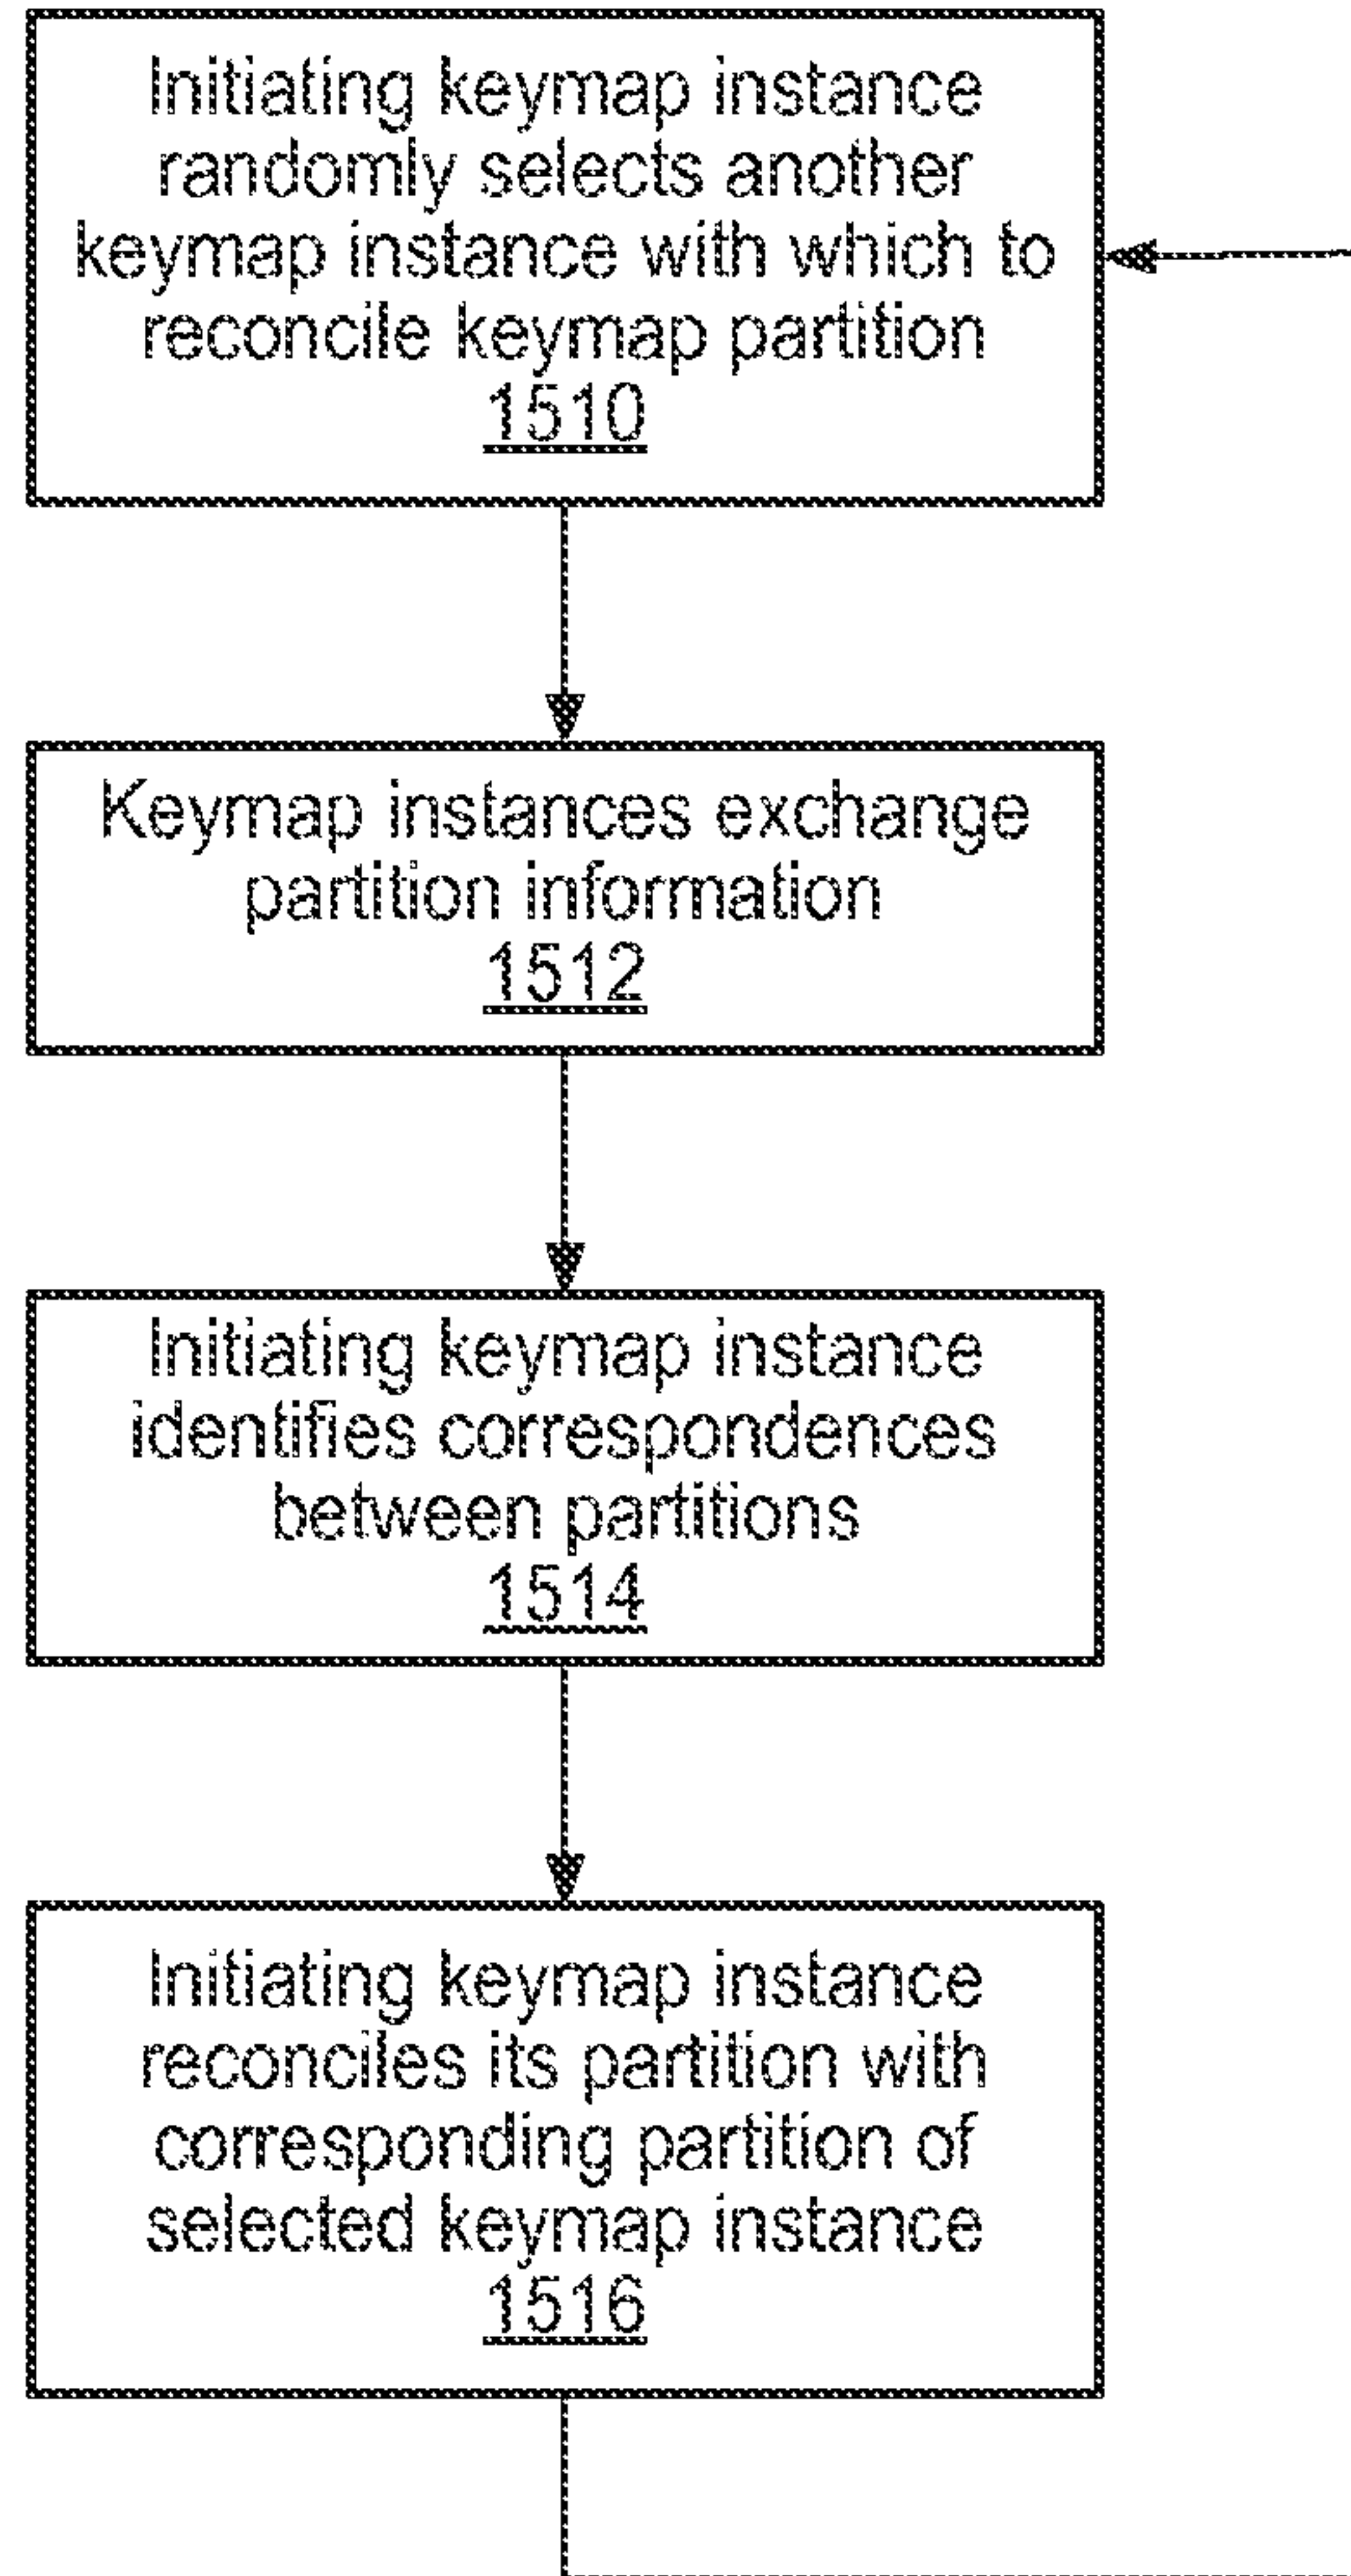 Initiating keymap instance
randomly selects another
keymap instance with which to
reconcile keymap partition
1510
Keymap instances exchange
partition information
1512
Initiating keymap instance
identifies correspondences
between partitions
1514
Initiating keymap instance
reconciles its partition with
corresponding partition of
selected keymap instance
1516